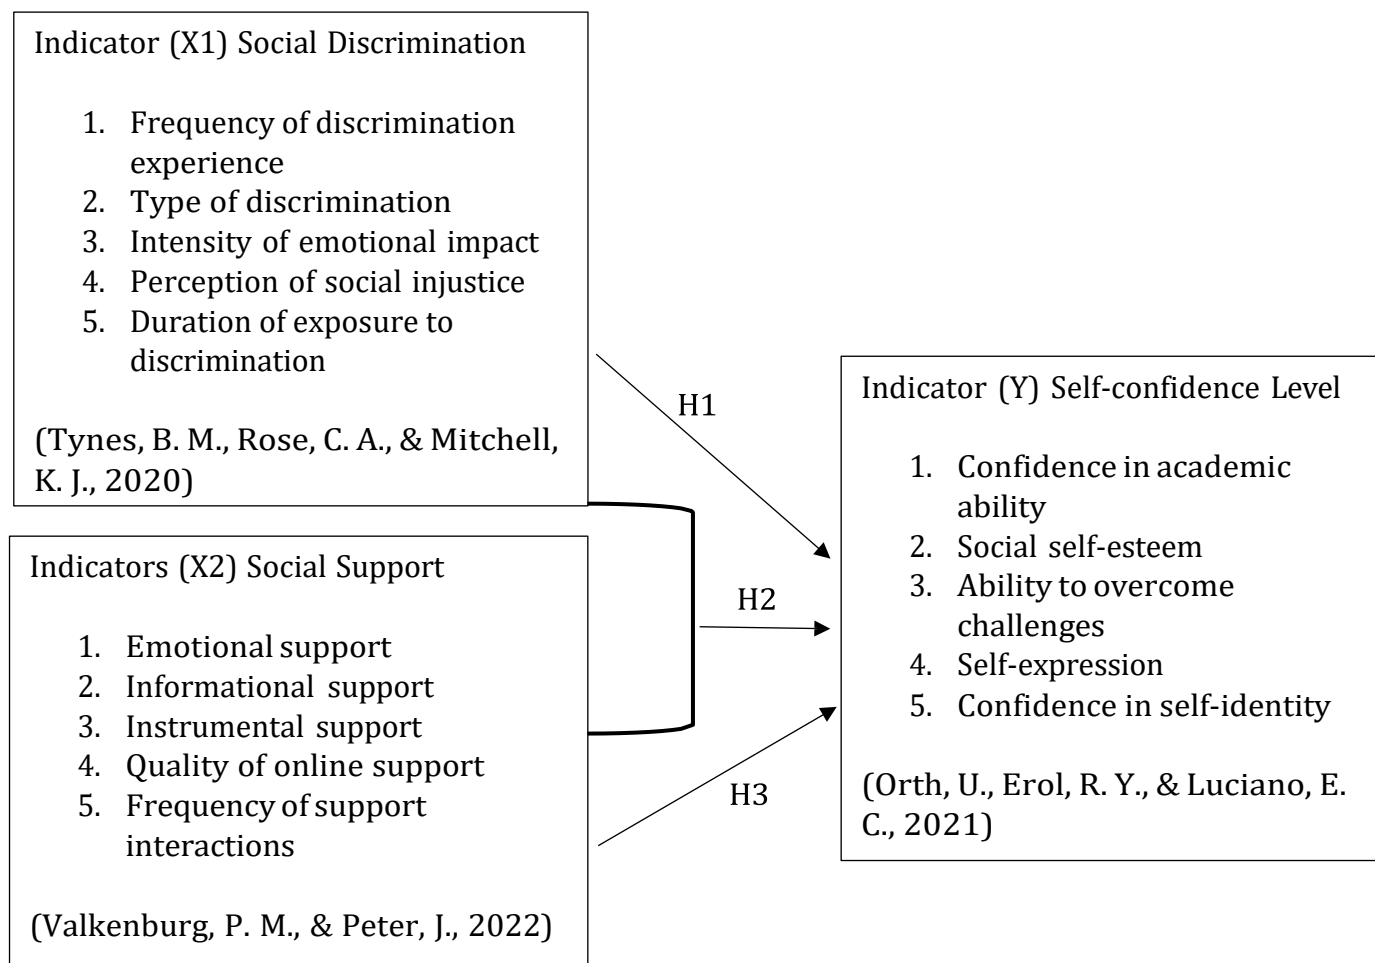 Indicator (X1) Social Discrimination
1. Frequency of discrimination
experience
2. Type of discrimination
3. Intensity of emotional impact
4. Perception of social injustice
5. Duration of exposure to
discrimination
(Tynes, B. M., Rose, C. A., & Mitchell,
K. J., 2020)
Indicators (X2) Social Support
1. Emotional support
2. Informational support
3. Instrumental support
4. Quality of online support
5. Frequency of support
interactions
(Valkenburg, P. M., & Peter, J., 2022)
H1
H2
H3
Indicator (Y) Self-confidence Level
1. Confidence in academic
ability
2. Social self-esteem
3. Ability to overcome
challenges
4. Self-expression
5. Confidence in self-identity
(Orth, U., Erol, R. Y., & Luciano, E.
C., 2021)